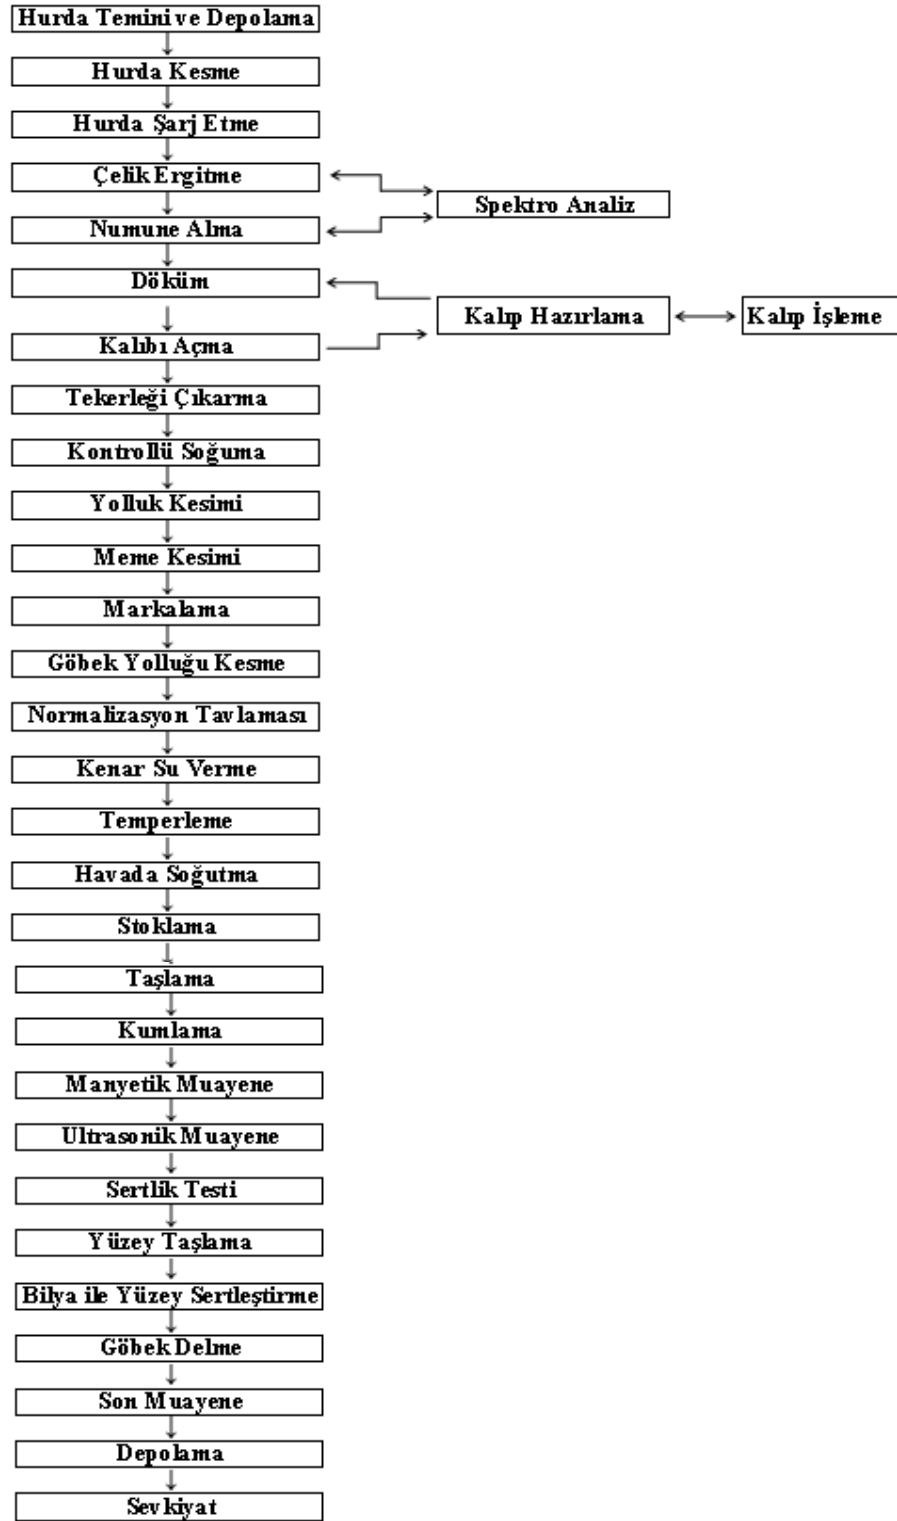 Hurda Temini ve Depolama
Hurda Kesme
Hurda Şarj Etme
Çelik Ergitme
Spektro Analiz
Numune Alma
Döküm
Kalıp Hazırlama
Kalıp İşleme
Kalıbı Açma
Tekerleği Çıkarma
Kontrollü Soğuma
Yolluk Kesimi
Meme Kesimi
Markalama
Göbek Yolluğu Kesme
Normalizasyon Tavlaması
Kenar Su Verme
Temperleme
Havada Soğutma
Stoklama
Taşlama
Kumlama
Manyetik Muayene
Ultrasonik Muayene
Sertlik Testi
Yüzey Taşlama
Bilya ile Yüzey Sertleştirme
Göbek Delme
Son Muayene
Depolama
Sevkiyat